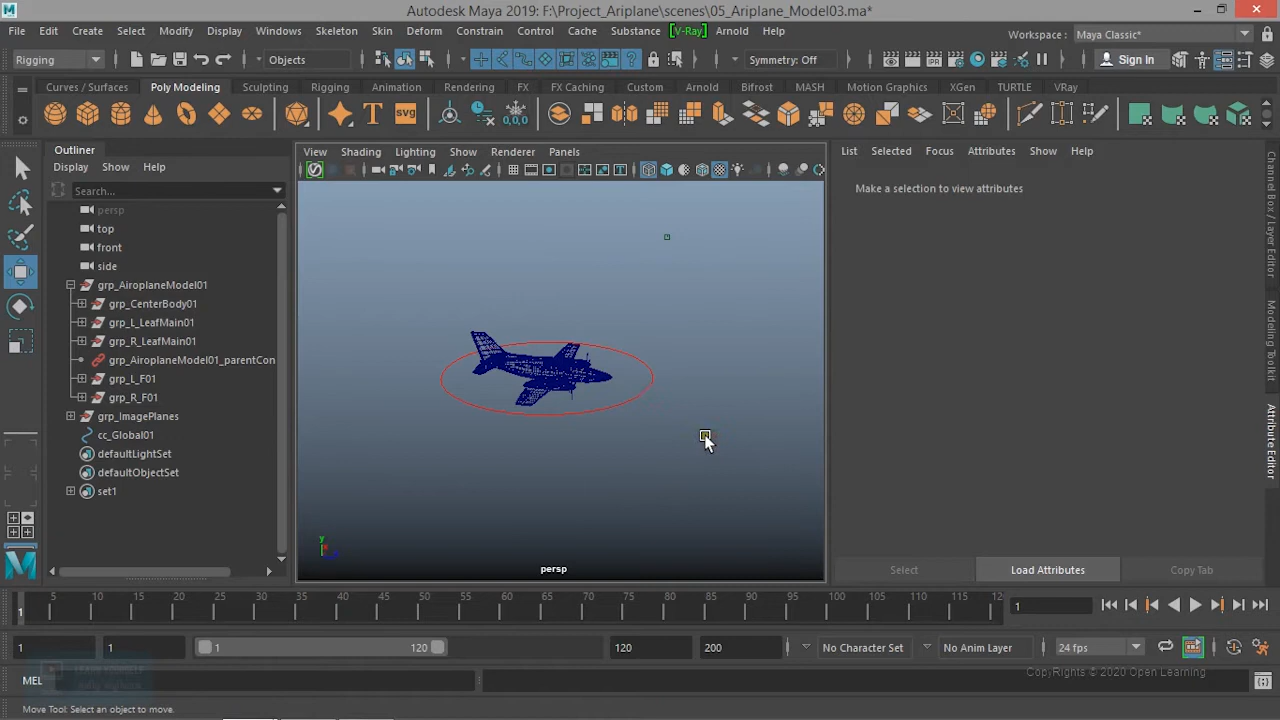 Autodesk Maya 2019: F:\Project_Ariplane\scenes\05_Ariplane_Model03.ma*
File Edit Create Select Modify Display Windows Skeleton Skin Deform Constrain Control Cache Substance [V-Ray] Arnold Help
Workspace : Maya Classic*
Rigging Objects Symmetry: Off Sign In
Curves / Surfaces Poly Modeling Sculpting Rigging Animation Rendering FX FX Caching Custom Arnold Bifrost MASH Motion Graphics XGen TURTLE VRay
T svg 0,0,0
Outliner
Display Show Help
Search...
persp
top
front
side
grp_AiroplaneModel01
grp_CenterBody01
grp_L_LeafMain01
grp_R_LeafMain01
grp_AiroplaneModel01_parentCon
grp_L_F01
grp_R_F01
grp_ImagePlanes
cc_Global01
defaultLightSet
defaultObjectSet
set1
View Shading Lighting Show Renderer Panels
y
x
persp
List Selected Focus Attributes Show Help
Make a selection to view attributes
Select Load Attributes Copy Tab
Channel Box / Layer Editor
Modeling Toolkit
Attribute Editor
1 5 10 15 20 25 30 35 40 45 50 55 60 65 70 75 80 85 90 95 100 105 110 115 12
1
1 1 1 120 120 200 No Character Set No Anim Layer 24 fps
MEL
CopyRights © 2020 Open Learning
Move Tool: Select an object to move.